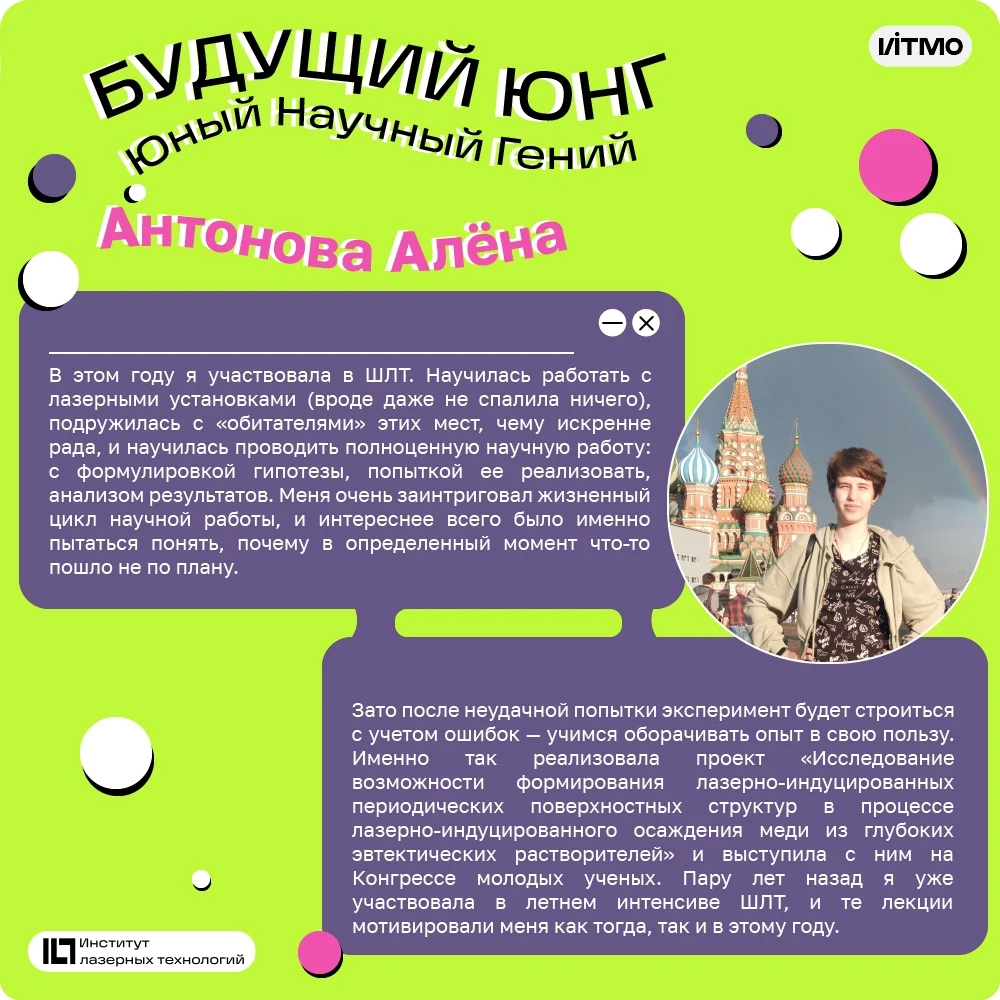 БУДУЩИЙ ЮНГ
Юный Научный Гений
ИТМО
Антонова Алёна
В этом году я участвовала в ШЛТ. Научилась работать с
лазерными установками (вроде даже не спалила ничего),
подружилась с «обитателями» этих мест, чему искренне
рада, и научилась проводить полноценную научную работу:
с формулировкой гипотезы, попыткой ее реализовать,
анализом результатов. Меня очень заинтриговал жизненный
цикл научной работы, и интереснее всего было именно
пытаться понять, почему в определенный момент что-то
пошло не по плану.
Зато после неудачной попытки эксперимент будет строиться
с учетом ошибок — учимся оборачивать опыт в свою пользу.
Именно так реализовала проект «Исследование
возможности формирования лазерно-индуцированных
периодических поверхностных структур в процессе
лазерно-индуцированного осаждения меди из глубоких
эвтектических растворителей» и выступила с ним на
Конгрессе молодых ученых. Пару лет назад я уже
участвовала в летнем интенсиве ШЛТ, и те лекции
мотивировали меня как тогда, так и в этому году.
Институт
лазерных технологий